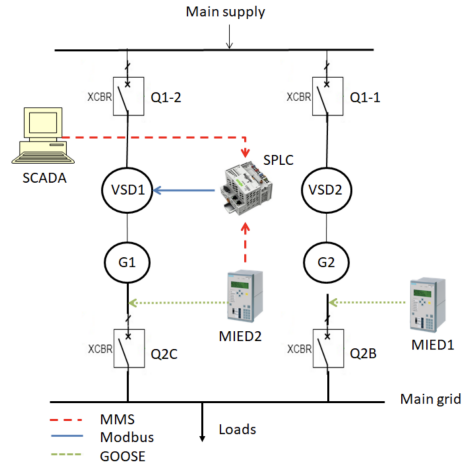 Main supply
XCBR
Q1-2
XCBR
Q1-1
SCADA
SPLC
VSD1
VSD2
G1
G2
MIED2
MIED1
XCBR
Q2C
XCBR
Q2B
Main grid
MMS
Modbus
GOOSE
Loads